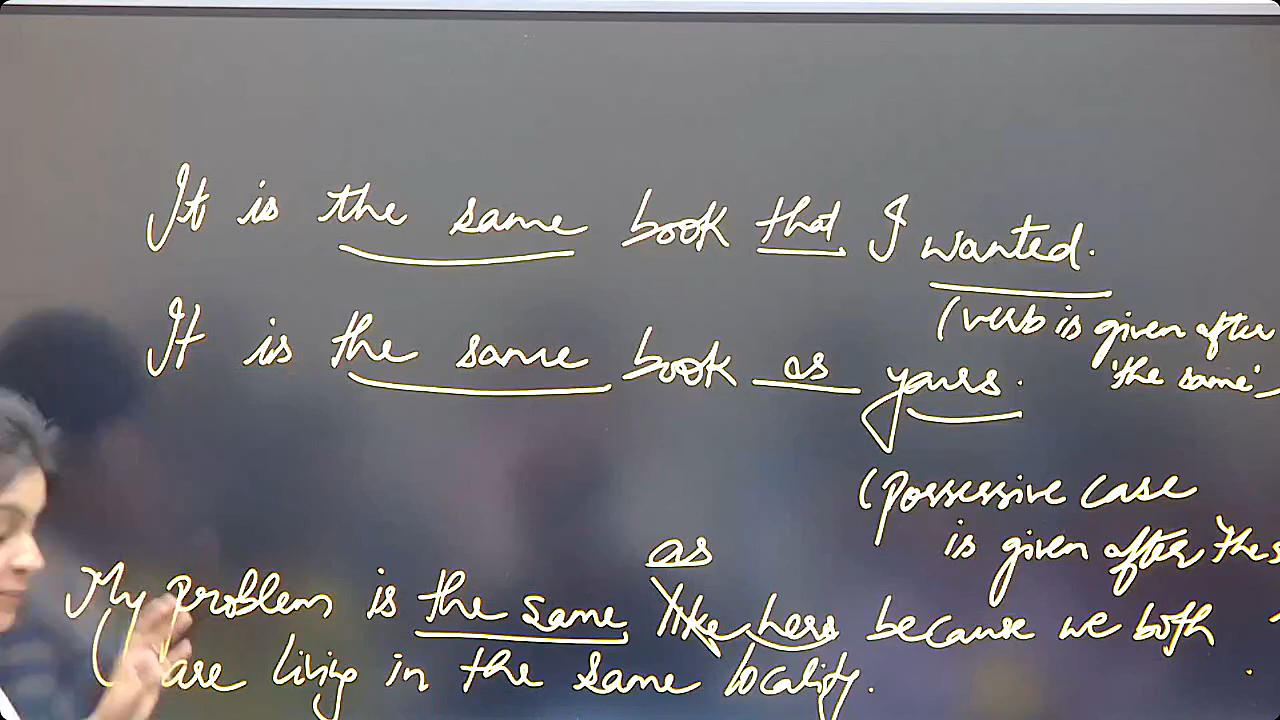 It is the same book that I wanted.
(verb is given after
'the same'
It is the same book as yours.
(possessive case
is given after the s
as
My problem is the same like hers because we both
are living in the same locality.